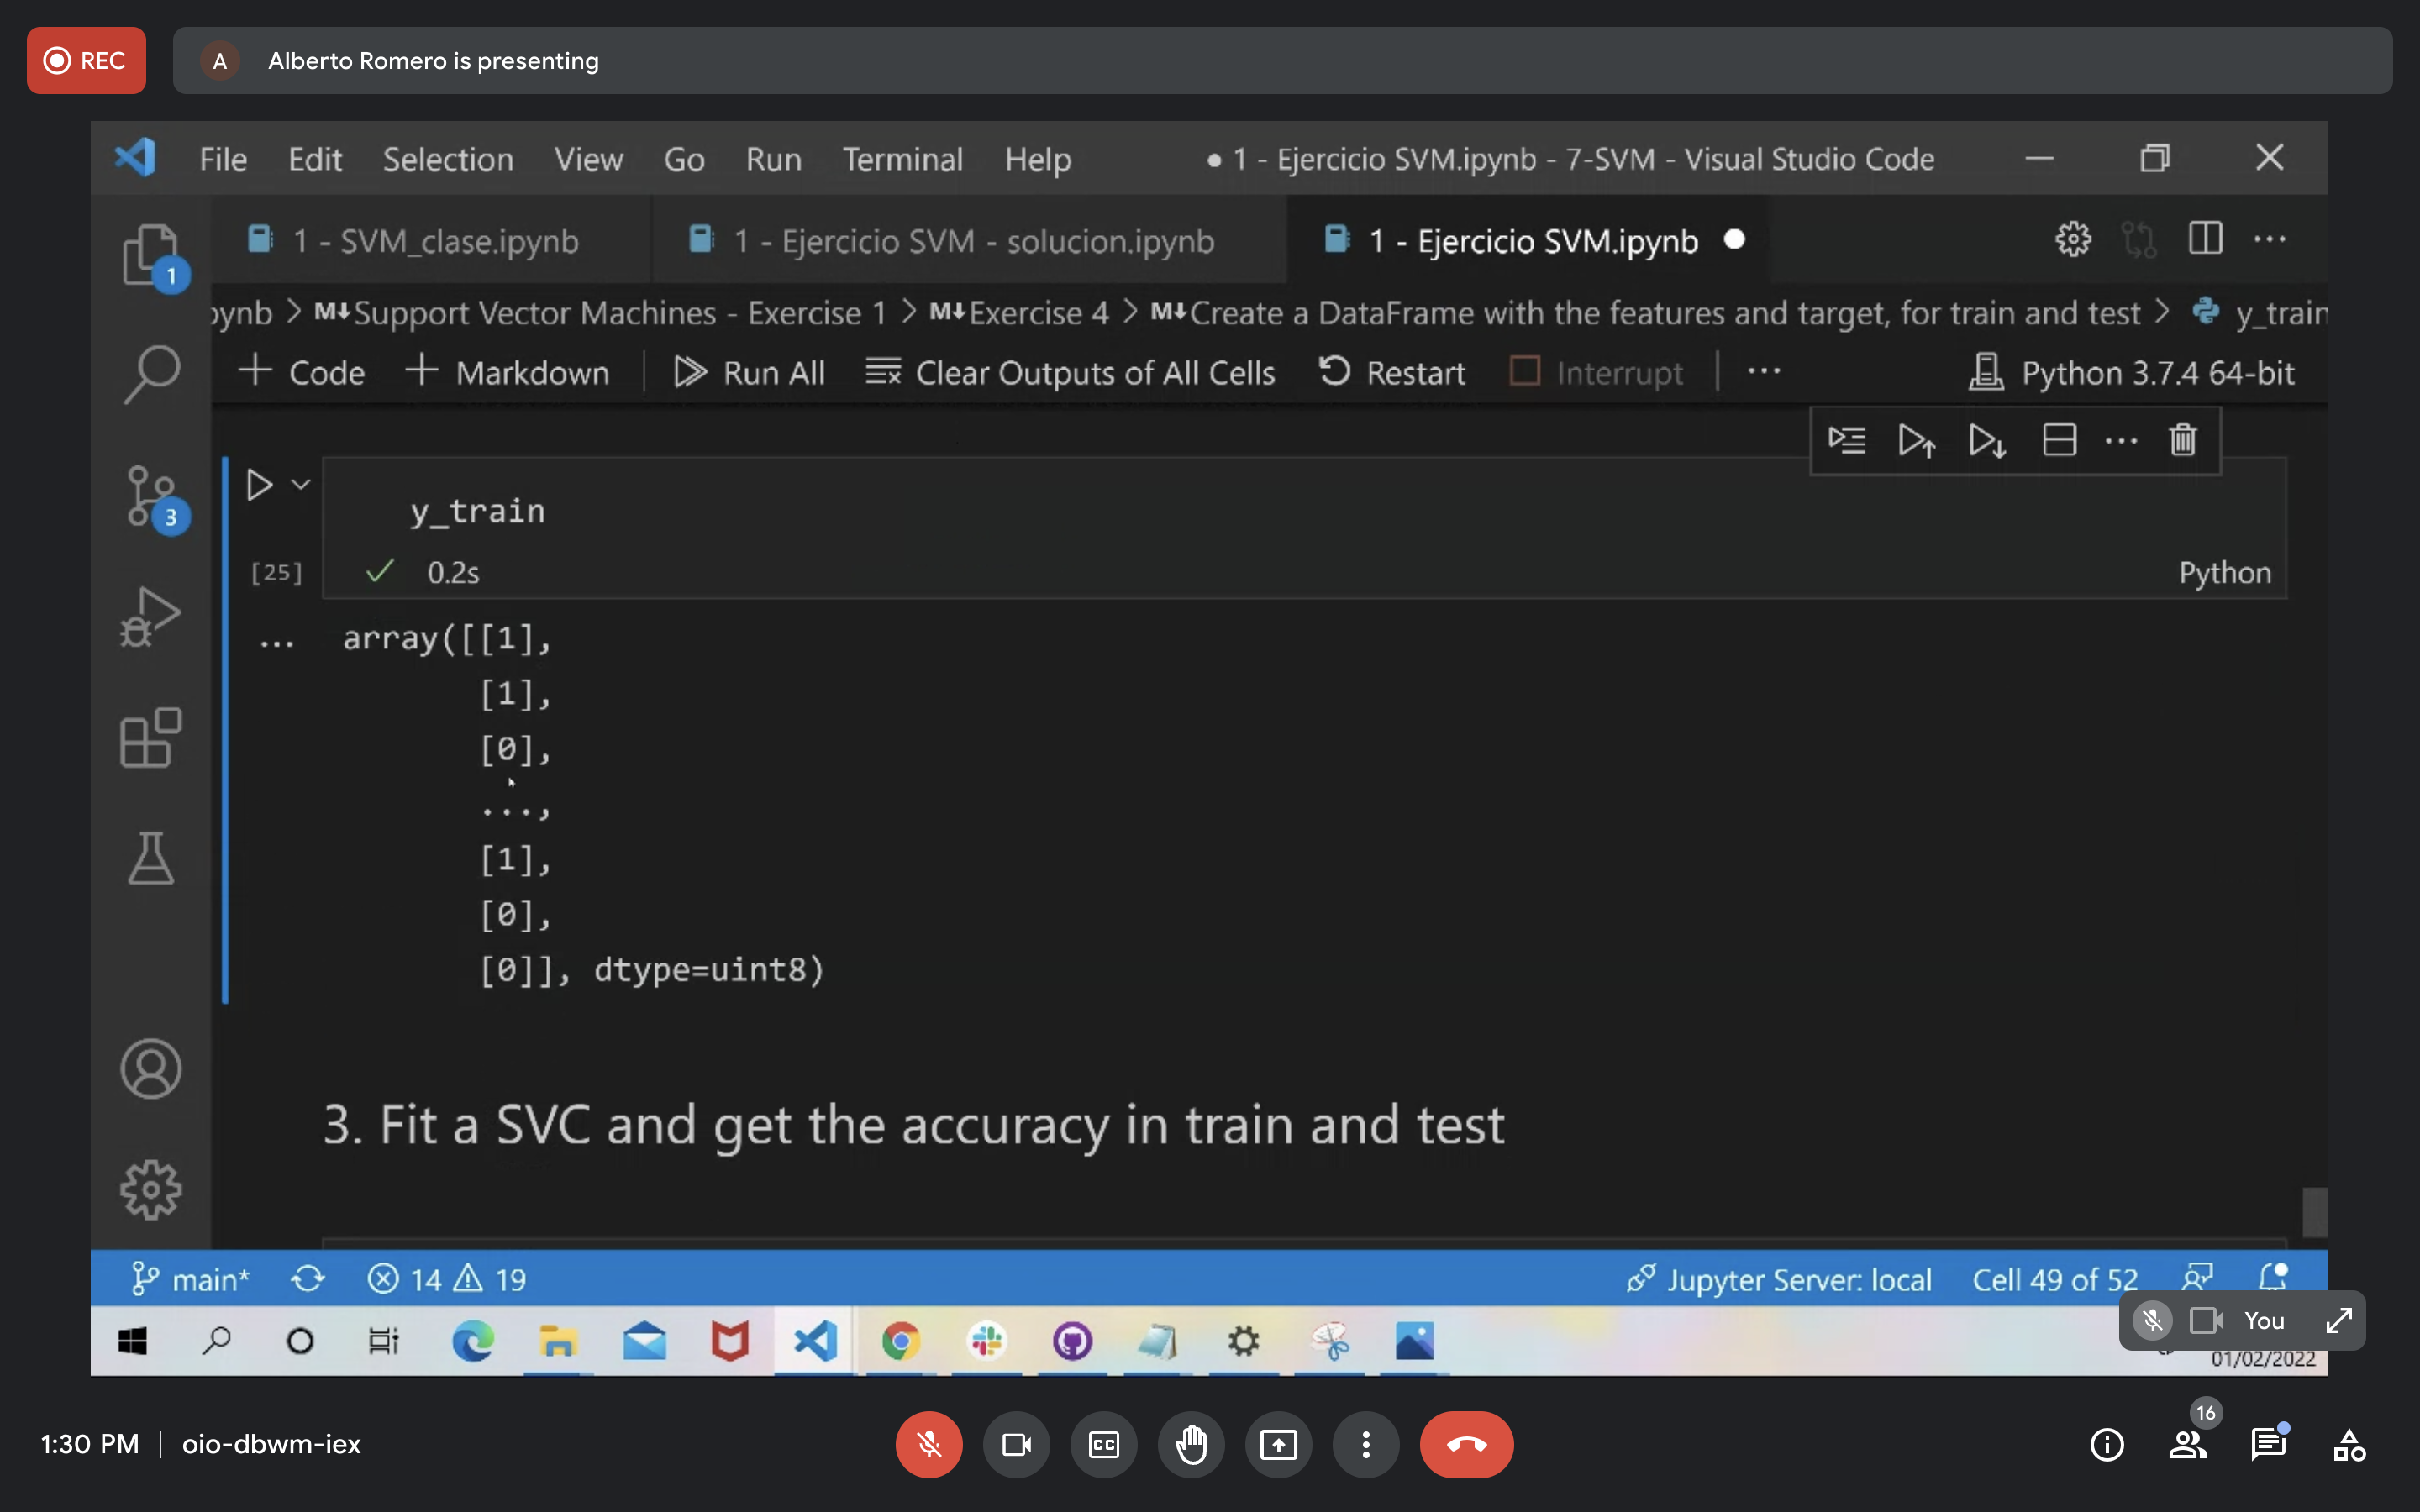 REC
A Alberto Romero is presenting
File Edit Selection View Go Run Terminal Help ● 1 - Ejercicio SVM.ipynb - 7-SVM - Visual Studio Code
1 - SVM_clase.ipynb 1 - Ejercicio SVM - solucion.ipynb 1 - Ejercicio SVM.ipynb ●
1
ynb > M↓Support Vector Machines - Exercise 1 > M↓Exercise 4 > M↓Create a DataFrame with the features and target, for train and test > y_train
+ Code + Markdown Run All Clear Outputs of All Cells Restart Interrupt ... Python 3.7.4 64-bit
y_train
3
[25] ✓ 0.2s Python
... array([[1],
[1],
[0],
...,
[1],
[0],
[0]], dtype=uint8)
3. Fit a SVC and get the accuracy in train and test
main* 14 19 Jupyter Server: local Cell 49 of 52
You
01/02/2022
1:30 PM | oio-dbwm-iex
CC
16